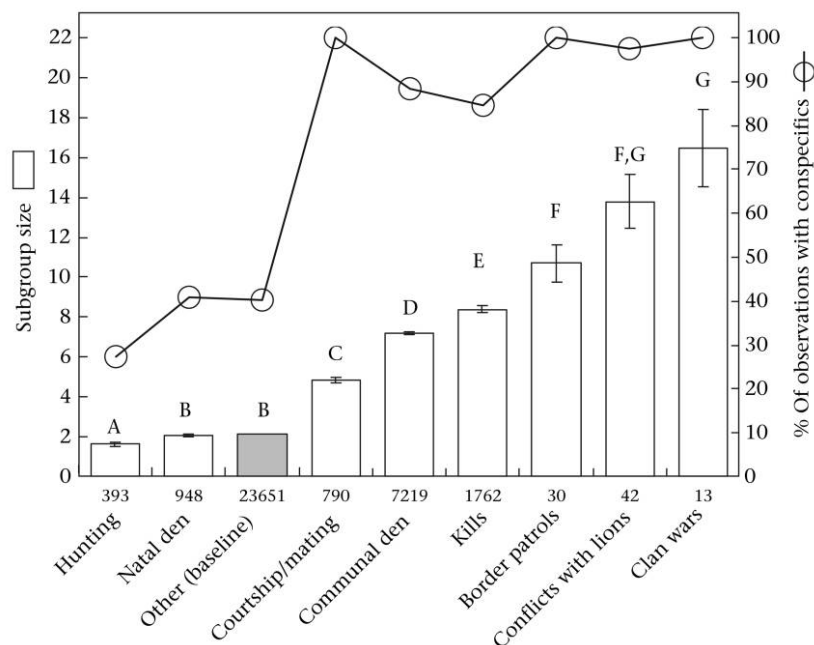 Subgroup size
22
20
18
16
14
12
10
8
6
4
2
0
A
B
B
C
D
E
F
F,G
G
100
90
80
70
60
50
40
30
20
10
0
% Of observations with conspecifics
393 948 23651 790 7219 1762 30 42 13
Hunting
Natal den
Other (baseline)
Courtship/mating
Communal den
Kills
Border patrols
Conflicts with lions
Clan wars